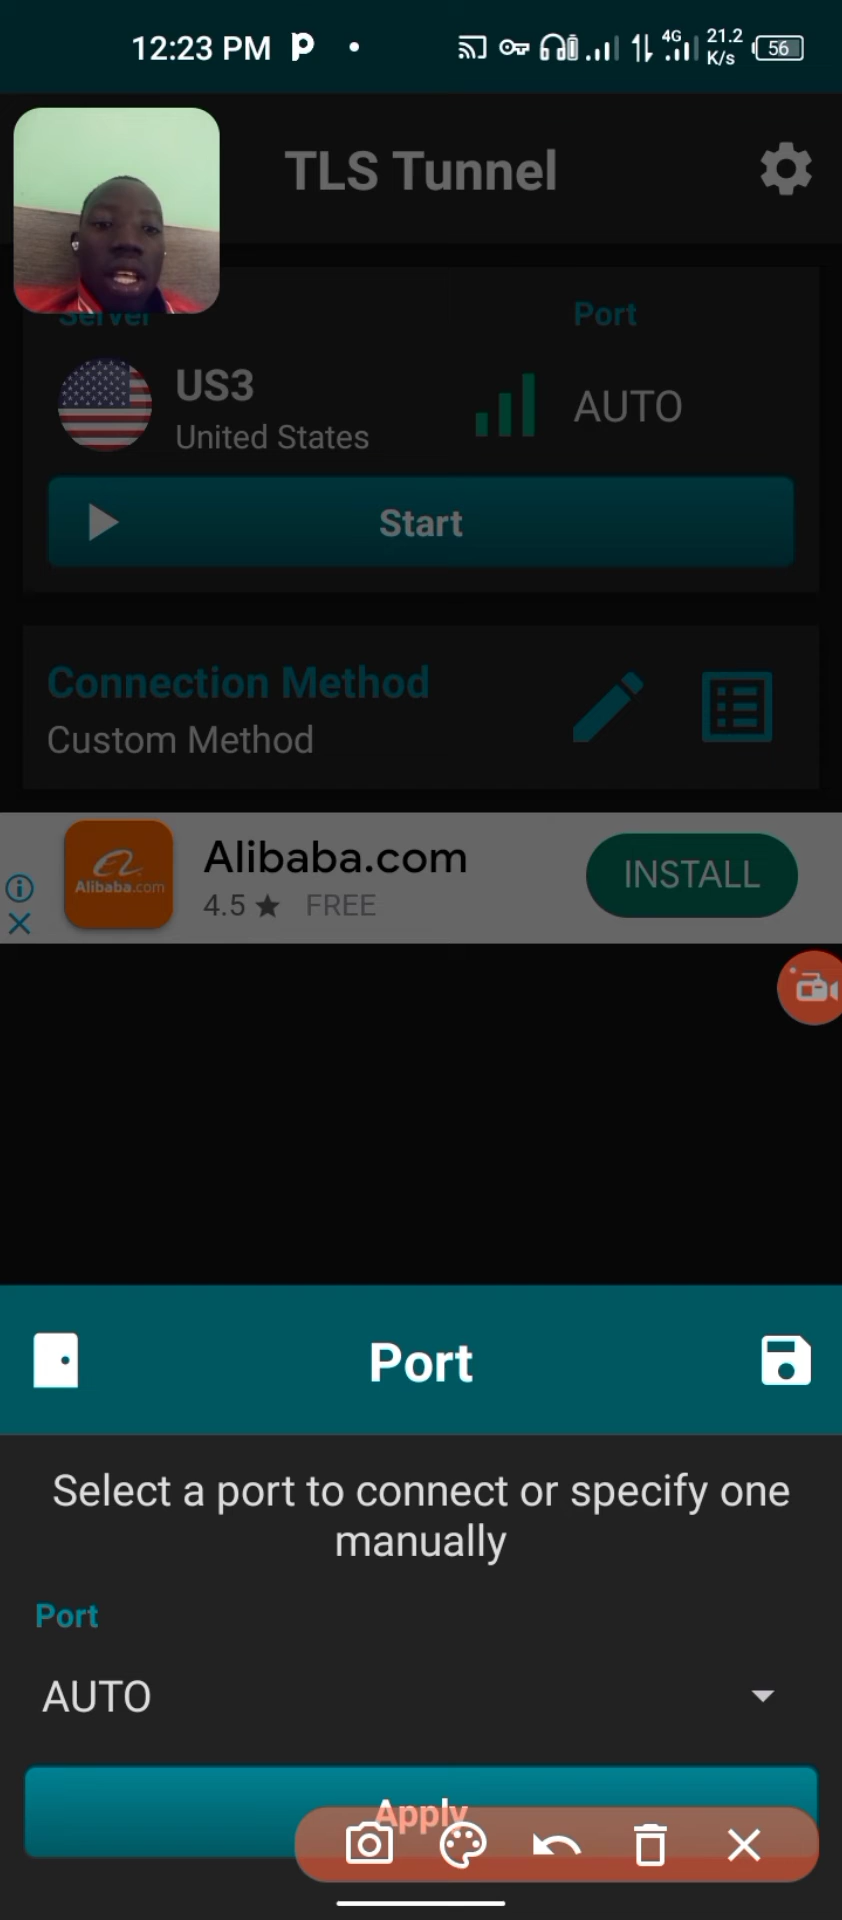 12:23 PM
4G
21.2
K/s
56
TLS Tunnel
Server
Port
US3
AUTO
United States
Start
Connection Method
Custom Method
Alibaba.com
Alibaba.com
4.5 ★ FREE
INSTALL
Port
Select a port to connect or specify one
manually
Port
AUTO
Apply